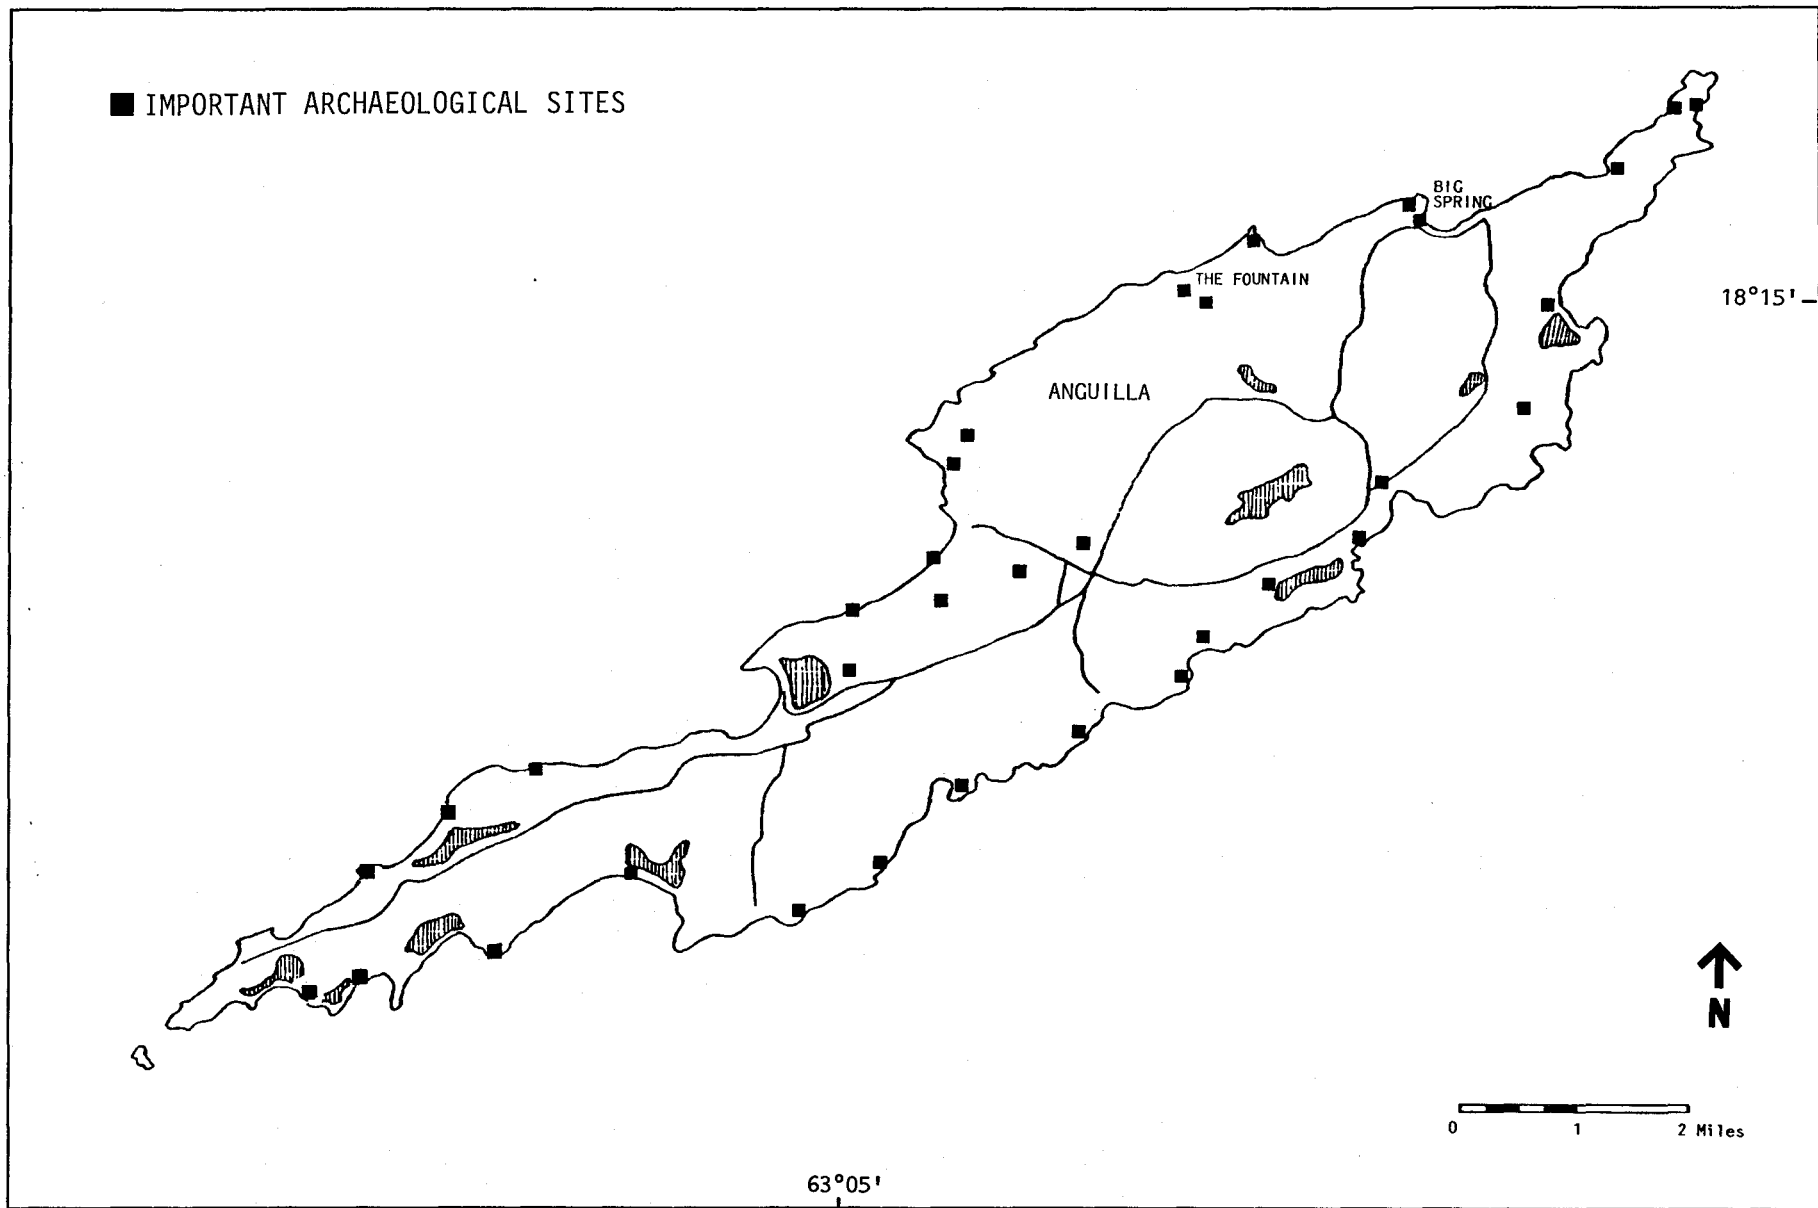 IMPORTANT ARCHAEOLOGICAL SITES
BIG
SPRING
THE FOUNTAIN
18°15'
ANGUILLA
N
0 1 2 Miles
63°05'